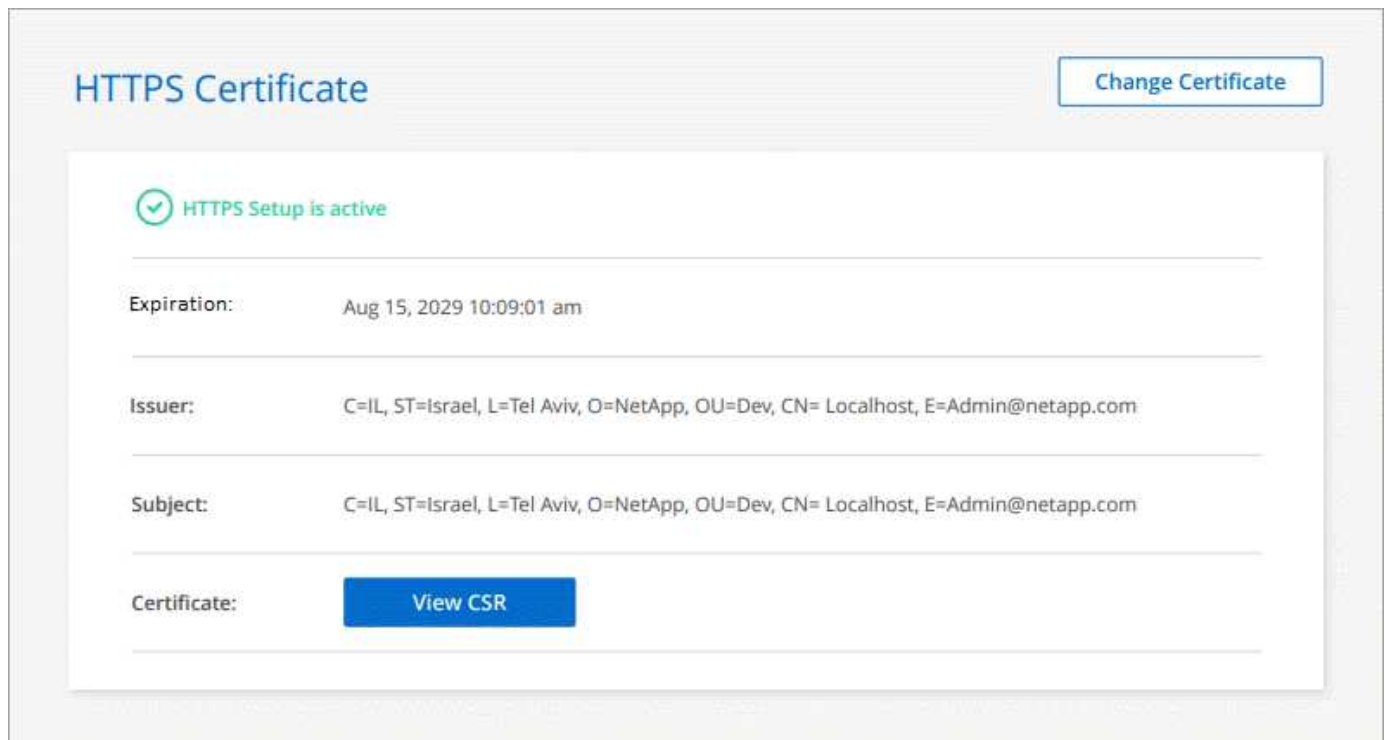 HTTPS Certificate
Change Certificate
HTTPS Setup is active
Expiration: Aug 15, 2029 10:09:01 am
Issuer: C=IL, ST=Israel, L=Tel Aviv, O=NetApp, OU=Dev, CN= Localhost, E=Admin@netapp.com
Subject: C=IL, ST=Israel, L=Tel Aviv, O=NetApp, OU=Dev, CN= Localhost, E=Admin@netapp.com
Certificate: View CSR